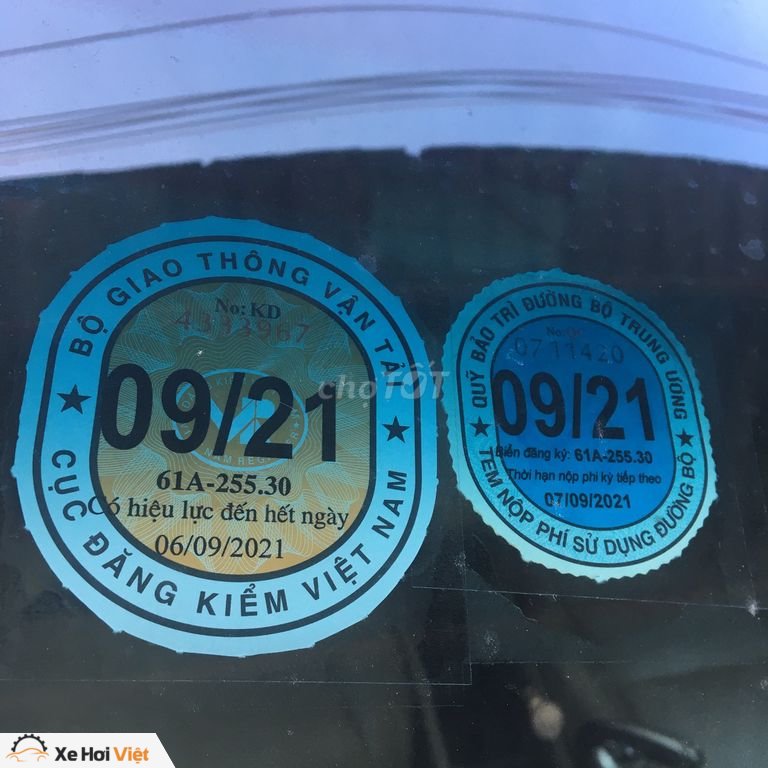 BỘ GIAO THÔNG VẬN TẢI
No: KD
4333967
09/21
61A-255.30
Có hiệu lực đến hết ngày
06/09/2021
CỤC ĐĂNG KIỂM VIỆT NAM
QUỸ BẢO TRÌ ĐƯỜNG BỘ TRUNG ƯƠNG
0711420
09/21
Biển đăng ký: 61A-255.30
Thời hạn nộp phí kỳ tiếp theo
07/09/2021
TEM NỘP PHÍ SỬ DỤNG ĐƯỜNG BỘ
chợTỐT
Xe Hơi Việt